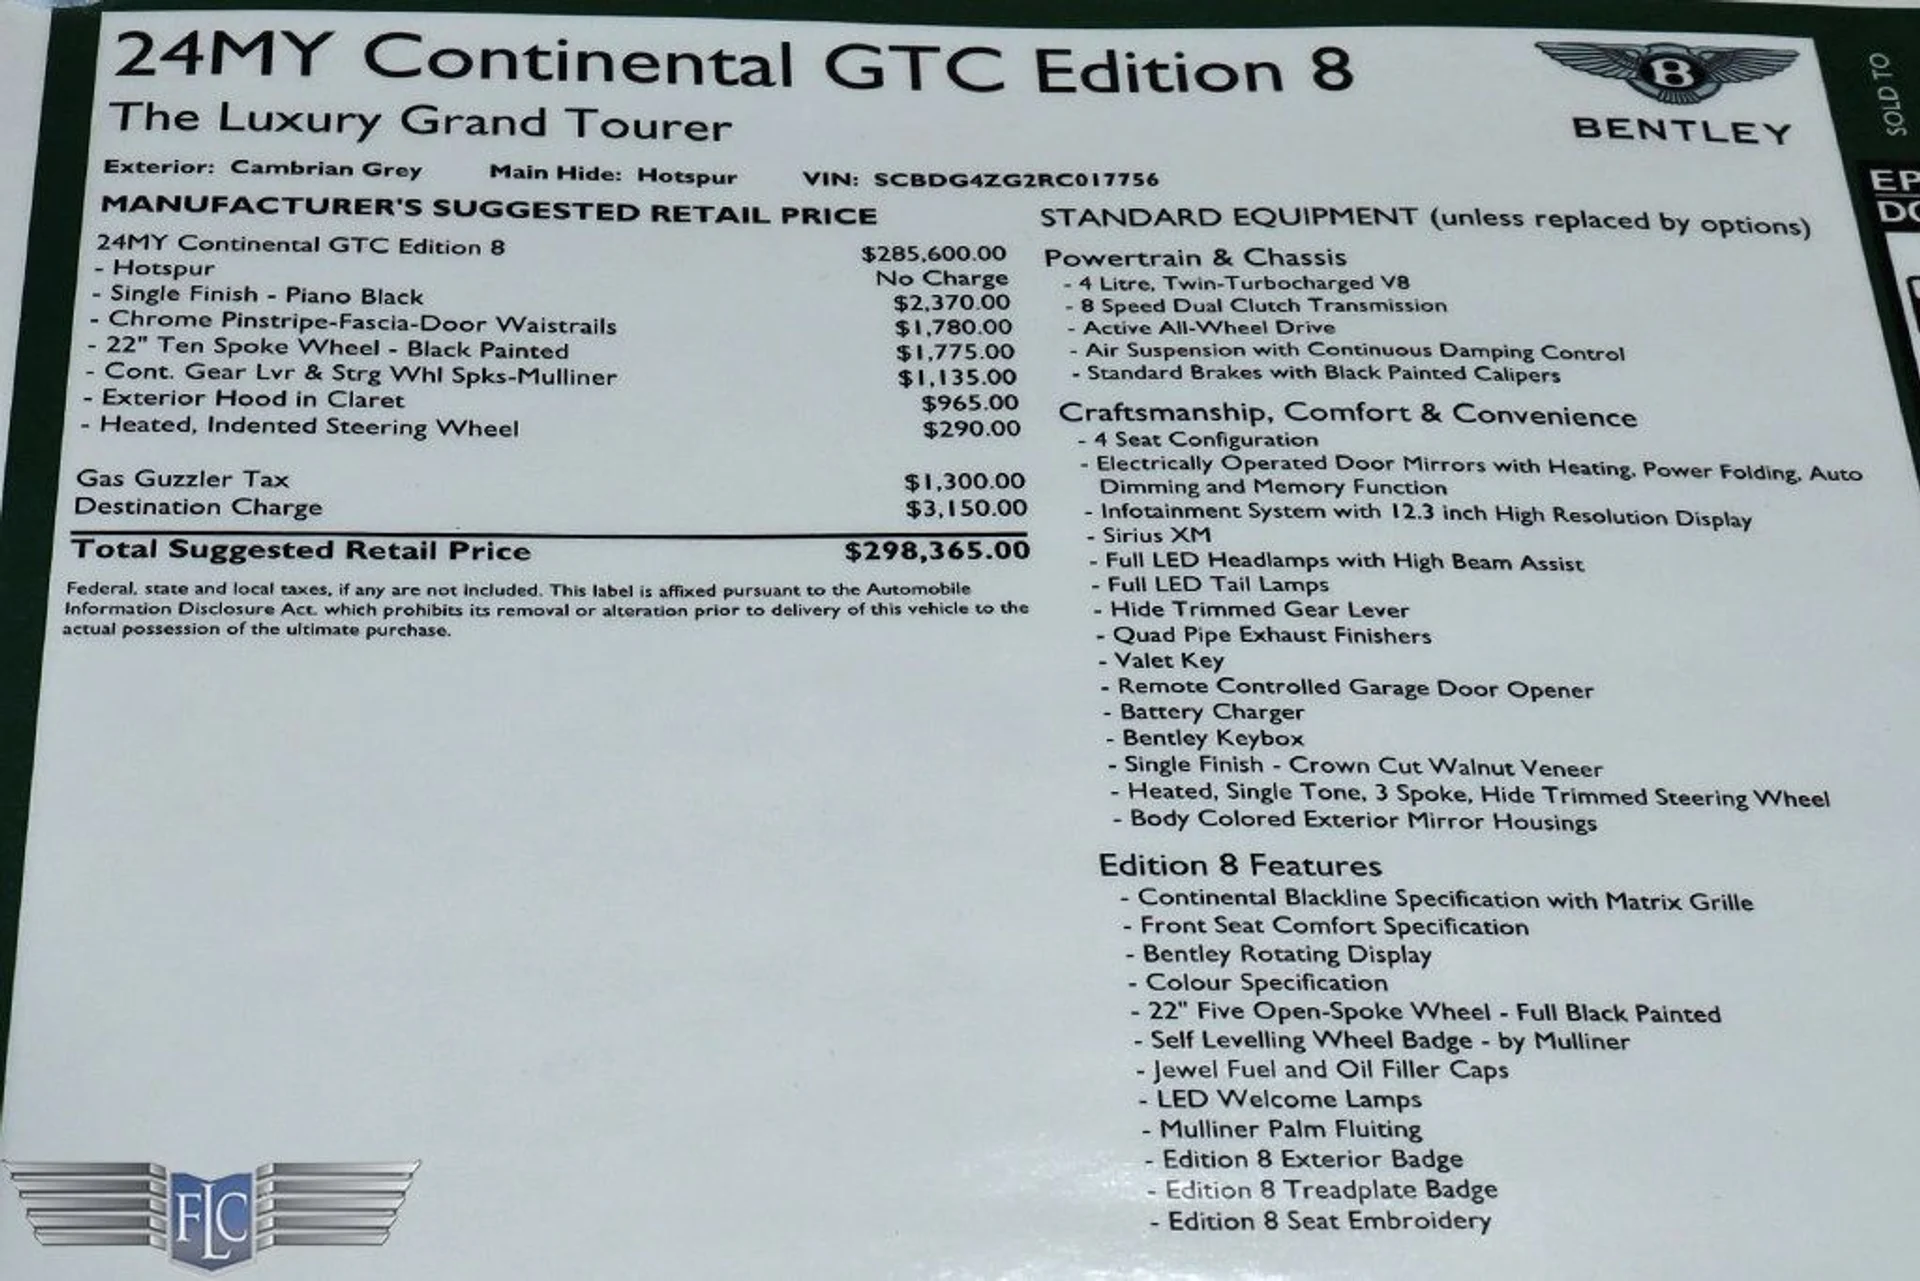 24MY Continental GTC Edition 8
The Luxury Grand Tourer
B
BENTLEY
SOLD TO
Exterior: Cambrian Grey Main Hide: Hotspur VIN: SCBDG4ZG2RC017756
MANUFACTURER'S SUGGESTED RETAIL PRICE
24MY Continental GTC Edition 8 $285,600.00
- Hotspur No Charge
- Single Finish - Piano Black $2,370.00
- Chrome Pinstripe-Fascia-Door Waistrails $1,780.00
- 22" Ten Spoke Wheel - Black Painted $1,775.00
- Cont. Gear Lvr & Strg Whl Spks-Mulliner $1,135.00
- Exterior Hood in Claret $965.00
- Heated, Indented Steering Wheel $290.00
Gas Guzzler Tax $1,300.00
Destination Charge $3,150.00
Total Suggested Retail Price $298,365.00
Federal, state and local taxes, if any are not included. This label is affixed pursuant to the Automobile
Information Disclosure Act. which prohibits its removal or alteration prior to delivery of this vehicle to the
actual possession of the ultimate purchase.
STANDARD EQUIPMENT (unless replaced by options)
Powertrain & Chassis
- 4 Litre, Twin-Turbocharged V8
- 8 Speed Dual Clutch Transmission
- Active All-Wheel Drive
- Air Suspension with Continuous Damping Control
- Standard Brakes with Black Painted Calipers
Craftsmanship, Comfort & Convenience
- 4 Seat Configuration
- Electrically Operated Door Mirrors with Heating, Power Folding, Auto
Dimming and Memory Function
- Infotainment System with 12.3 inch High Resolution Display
- Sirius XM
- Full LED Headlamps with High Beam Assist
- Full LED Tail Lamps
- Hide Trimmed Gear Lever
- Quad Pipe Exhaust Finishers
- Valet Key
- Remote Controlled Garage Door Opener
- Battery Charger
- Bentley Keybox
- Single Finish - Crown Cut Walnut Veneer
- Heated, Single Tone, 3 Spoke, Hide Trimmed Steering Wheel
- Body Colored Exterior Mirror Housings
Edition 8 Features
- Continental Blackline Specification with Matrix Grille
- Front Seat Comfort Specification
- Bentley Rotating Display
- Colour Specification
- 22" Five Open-Spoke Wheel - Full Black Painted
- Self Levelling Wheel Badge - by Mulliner
- Jewel Fuel and Oil Filler Caps
- LED Welcome Lamps
- Mulliner Palm Fluiting
- Edition 8 Exterior Badge
- Edition 8 Treadplate Badge
- Edition 8 Seat Embroidery
EP
DO
FLC